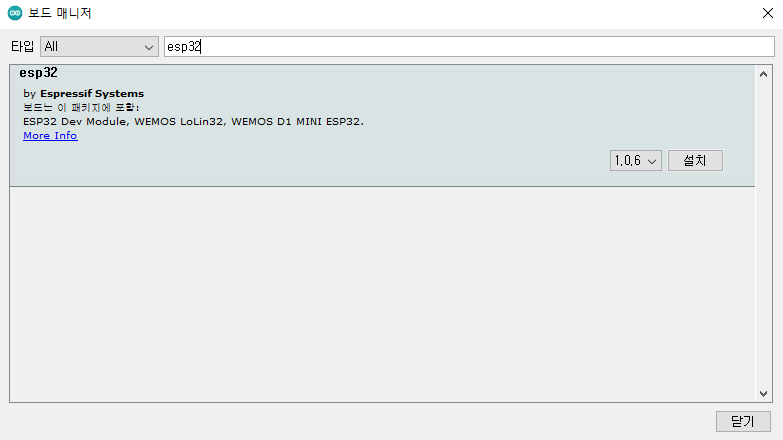 보드 매니저
타입 All esp32
esp32
by Espressif Systems
보드는 이 패키지에 포함:
ESP32 Dev Module, WEMOS LoLin32, WEMOS D1 MINI ESP32.
More Info
1.0.6 설치
닫기